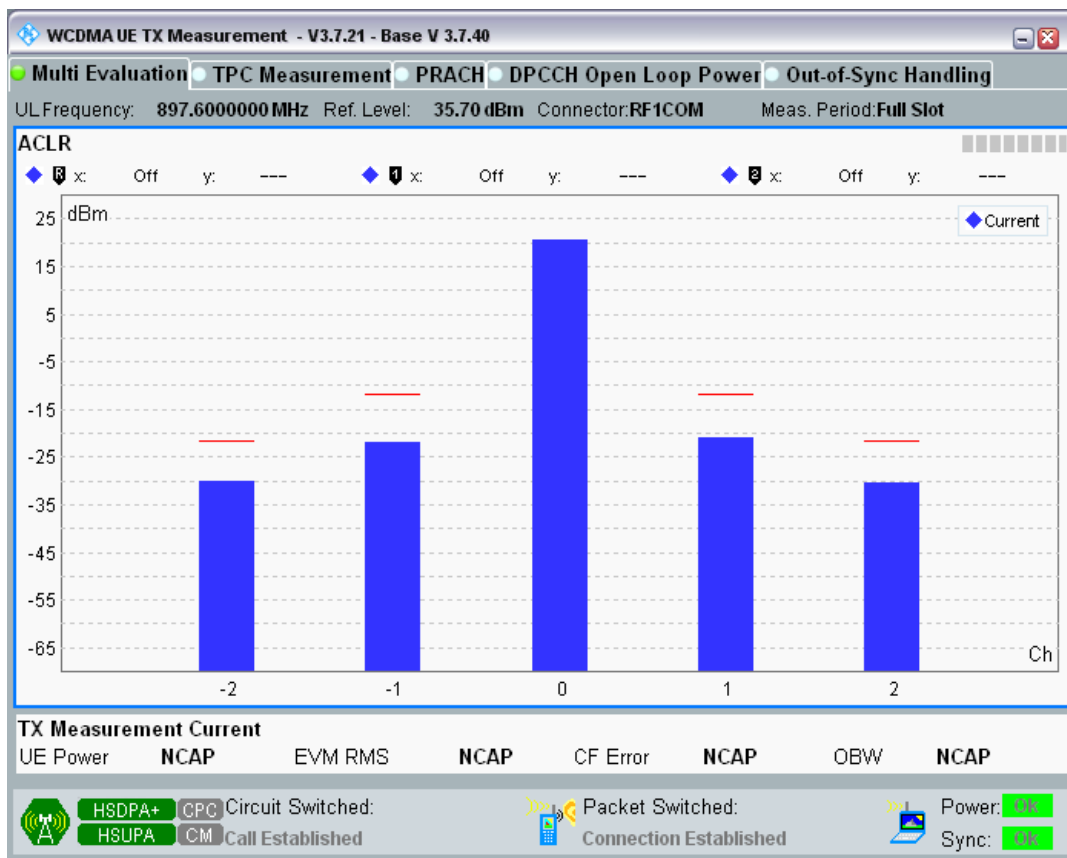 WCDMA UE TX Measurement - V3.7.21 - Base V 3.7.40
Multi Evaluation TPC Measurement PRACH DPCCH Open Loop Power Out-of-Sync Handling
UL Frequency: 897.6000000 MHz Ref. Level: 35.70 dBm Connector:RF1COM Meas. Period:Full Slot
ACLR
R x: Off y: --- 1 x: Off y: --- 2 x: Off y: ---
dBm
Current
25
15
5
-5
-15
-25
-35
-45
-55
-65
Ch
-2 -1 0 1 2
TX Measurement Current
UE Power NCAP EVM RMS NCAP CF Error NCAP OBW NCAP
HSDPA+ CPC Circuit Switched: Packet Switched: Power: Ok
HSUPA CM Call Established Connection Established Sync: Ok